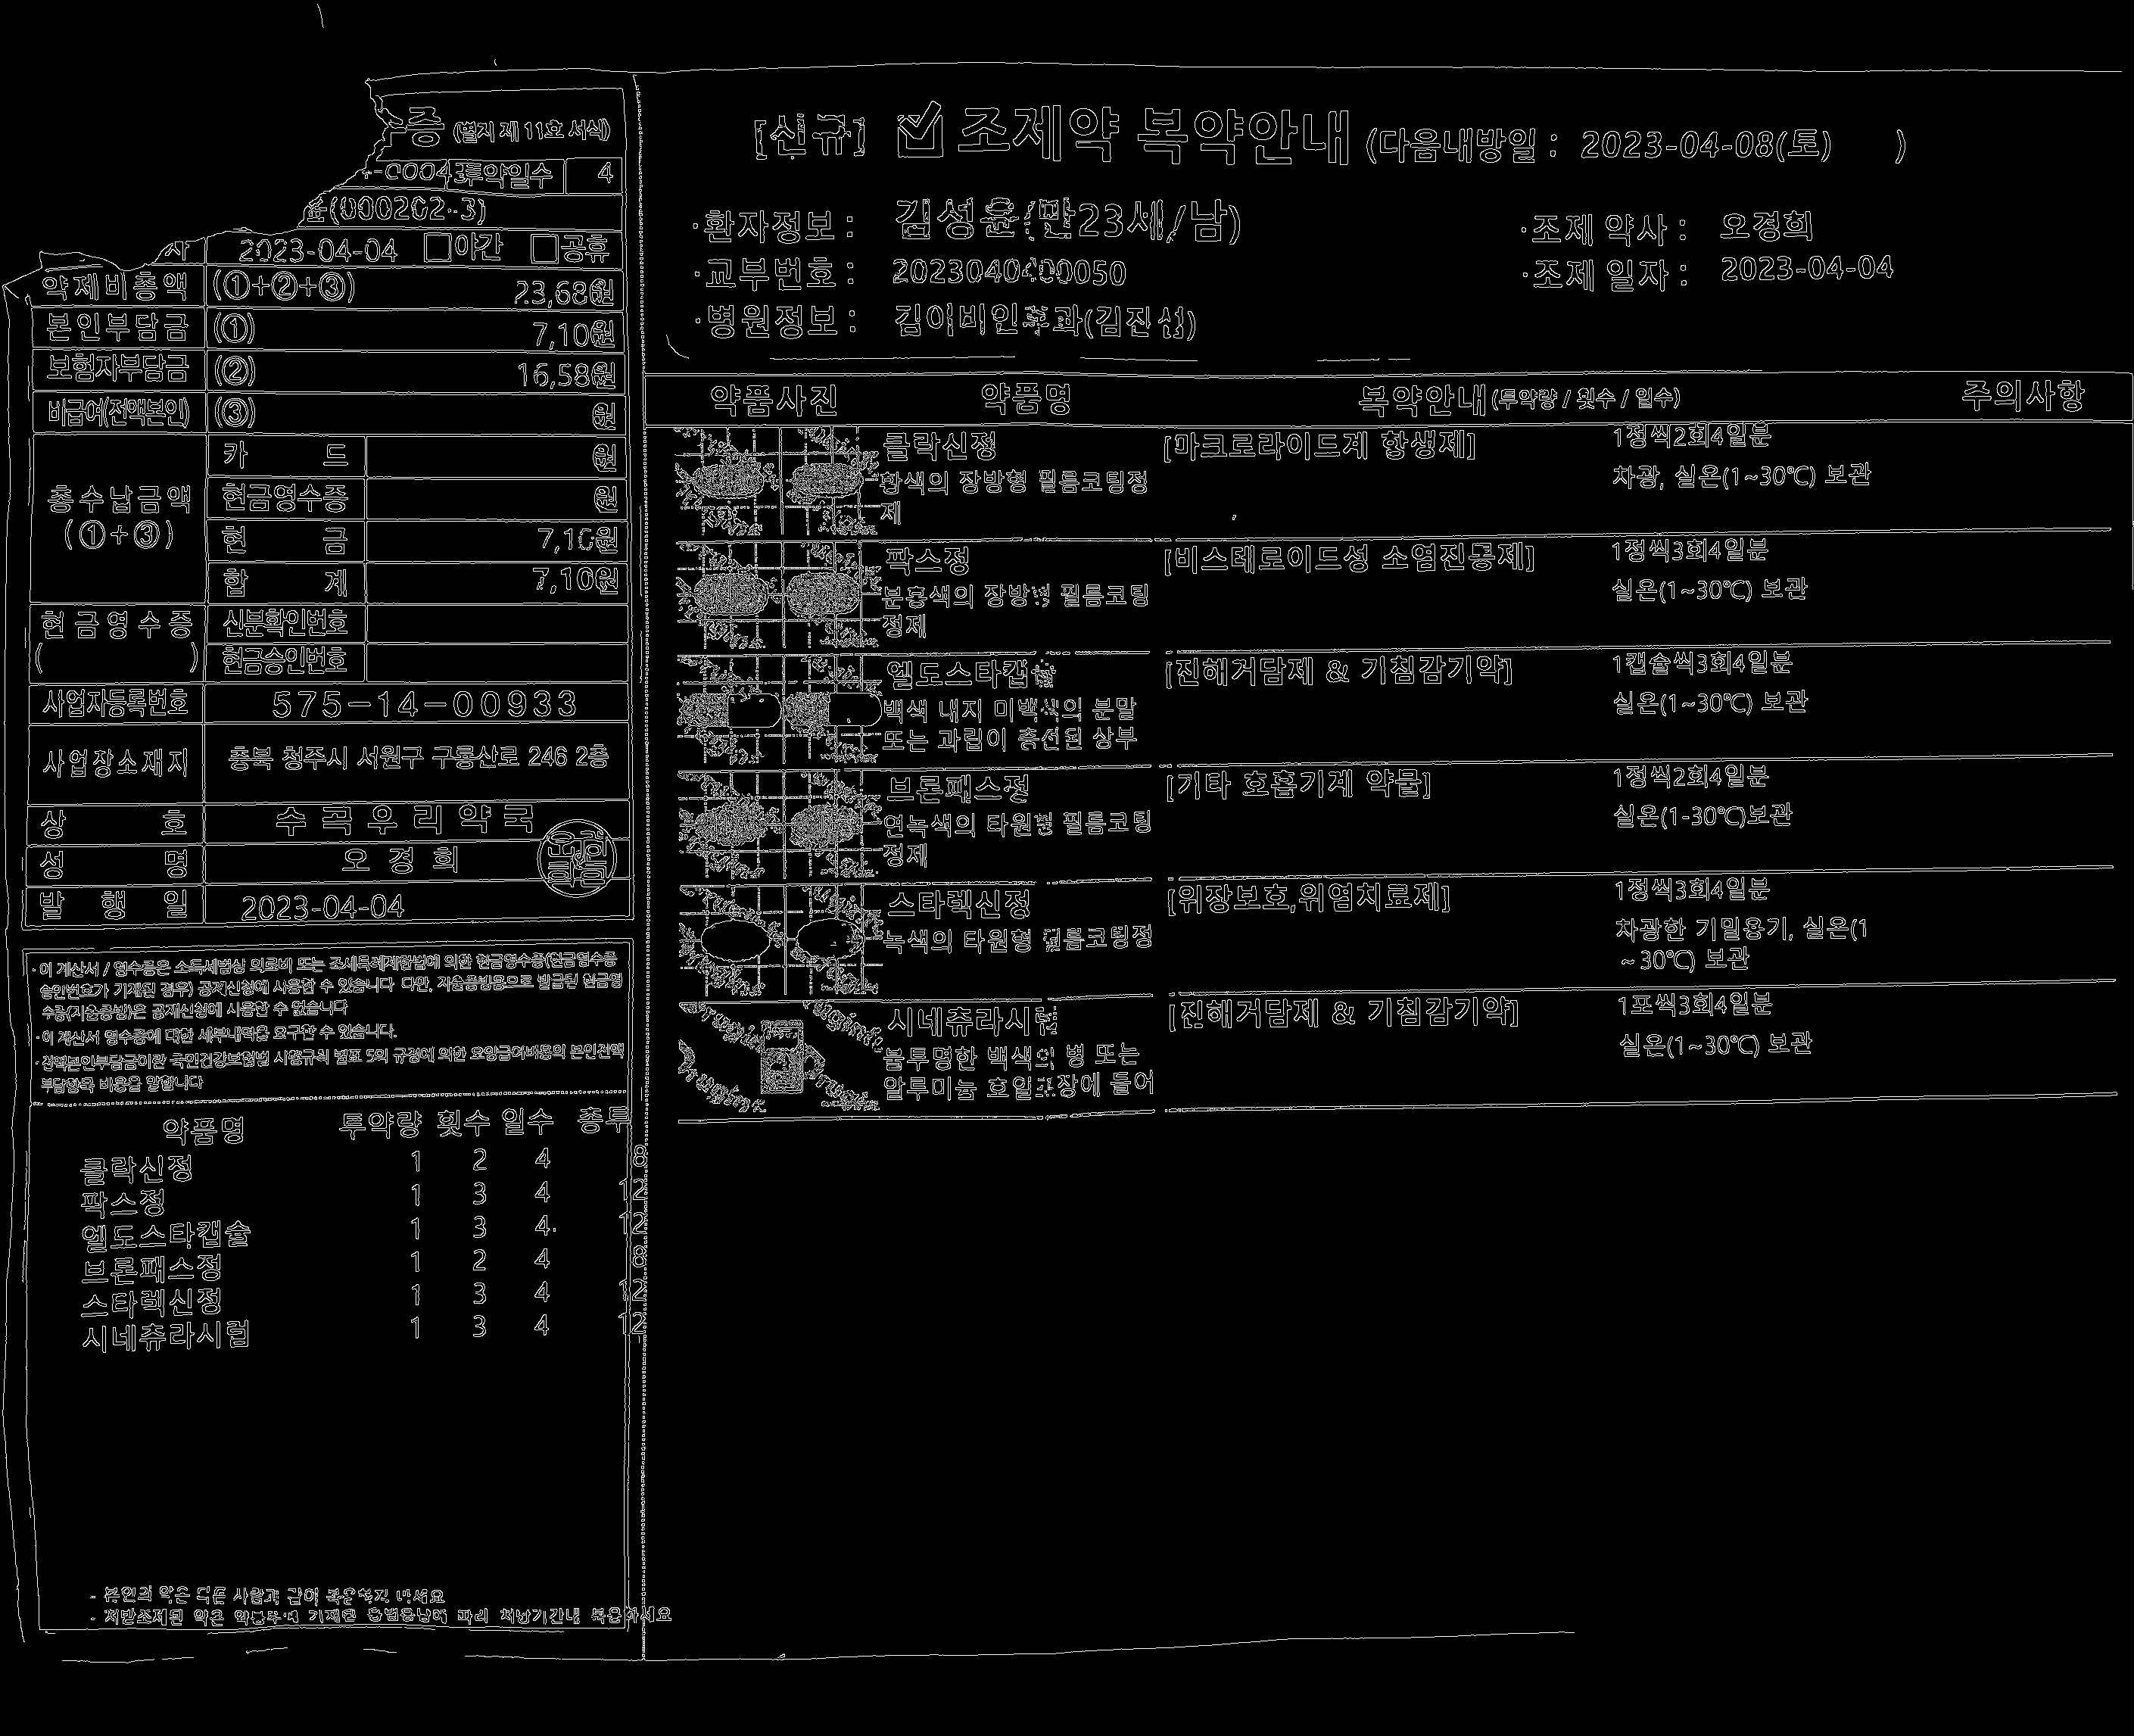 증 (별지 제 11호 서식)
투약일수 4
2023-04-04 □야간 □공휴
약제비총액 (①+②+③) 23,680원
본인부담금 (①) 7,100원
보험자부담금 (②) 16,580원
비급여(전액본인) (③) 원
카 드 원
총수납금액 현금영수증 원
(①+③) 현 금 7,100원
합 계 7,100원
현금영수증 신분확인번호
( ) 현금승인번호
사업자등록번호 575-14-00933
사업장소재지 충북 청주시 서원구 구룡산로 246 2층
상 호 수곡우리약국
성 명 오경희
발 행 일 2023-04-04
·이 계산서 / 영수증은 소득세법상 의료비 또는 조세특례제한법에 의한 현금영수증(현금영수증
승인번호가 기재된 경우) 공제신청에 사용할 수 있습니다. 다만, 지출증빙용으로 발급된 현금영
수증(지출증빙)은 공제신청에 사용할 수 없습니다
·이 계산서 영수증에 대한 세부내역을 요구할 수 있습니다.
·전액본인부담금이란 국민건강보험법 시행규칙 별표 5의 규정에 의한 요양급여비용의 본인전액
부담항목 비용을 말합니다
약품명 투약량 횟수 일수 총투
클락신정 1 2 4 8
팍스정 1 3 4 12
엘도스타캡슐 1 3 4 12
브론패스정 1 2 4 8
스타렉신정 1 3 4 12
시네츄라시럽 1 3 4 12
- 본인의 약은 다른 사람과 같이 복용하지 마세요
- 처방조제된 약은 약봉투에 기재된 용법용량에 따라 처방기간내 복용하세요
[신규] ☑ 조제약 복약안내 (다음내방일 : 2023-04-08(토) )
·환자정보 : 김성윤(만23세/남) ·조제 약사 : 오경희
·교부번호 : 2023040400050 ·조제 일자 : 2023-04-04
·병원정보 : 김이비인후과(김진성)
약품사진 약품명 복약안내(투약량 / 횟수 / 일수) 주의사항
클락신정 [마크로라이드계 항생제] 1정씩2회4일분
황색의 장방형 필름코팅정 차광, 실온(1~30℃) 보관
제
팍스정 [비스테로이드성 소염진통제] 1정씩3회4일분
분홍색의 장방형 필름코팅 실온(1~30℃) 보관
정제
엘도스타캡슐 [진해거담제 & 기침감기약] 1캡슐씩3회4일분
백색 내지 미백색의 분말 실온(1~30℃) 보관
또는 과립이 충전된 상부
브론패스정 [기타 호흡기계 약물] 1정씩2회4일분
연녹색의 타원형 필름코팅 실온(1-30℃)보관
정제
스타렉신정 [위장보호,위염치료제] 1정씩3회4일분
녹색의 타원형 필름코팅정 차광한 기밀용기, 실온(1
~30℃) 보관
시네츄라시럽 [진해거담제 & 기침감기약] 1포씩3회4일분
불투명한 백색의 병 또는 실온(1~30℃) 보관
알루미늄 호일포장에 들어